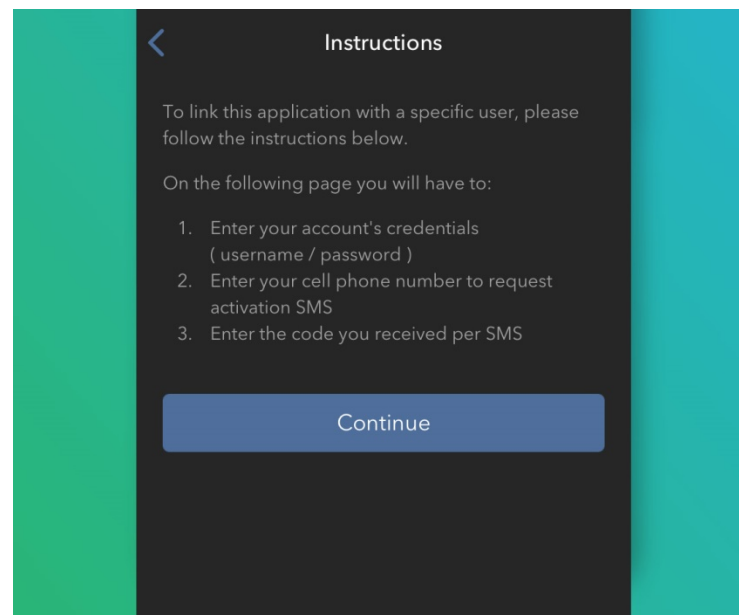 Instructions
To link this application with a specific user, please
follow the instructions below.
On the following page you will have to:
1. Enter your account's credentials
( username / password )
2. Enter your cell phone number to request
activation SMS
3. Enter the code you received per SMS
Continue